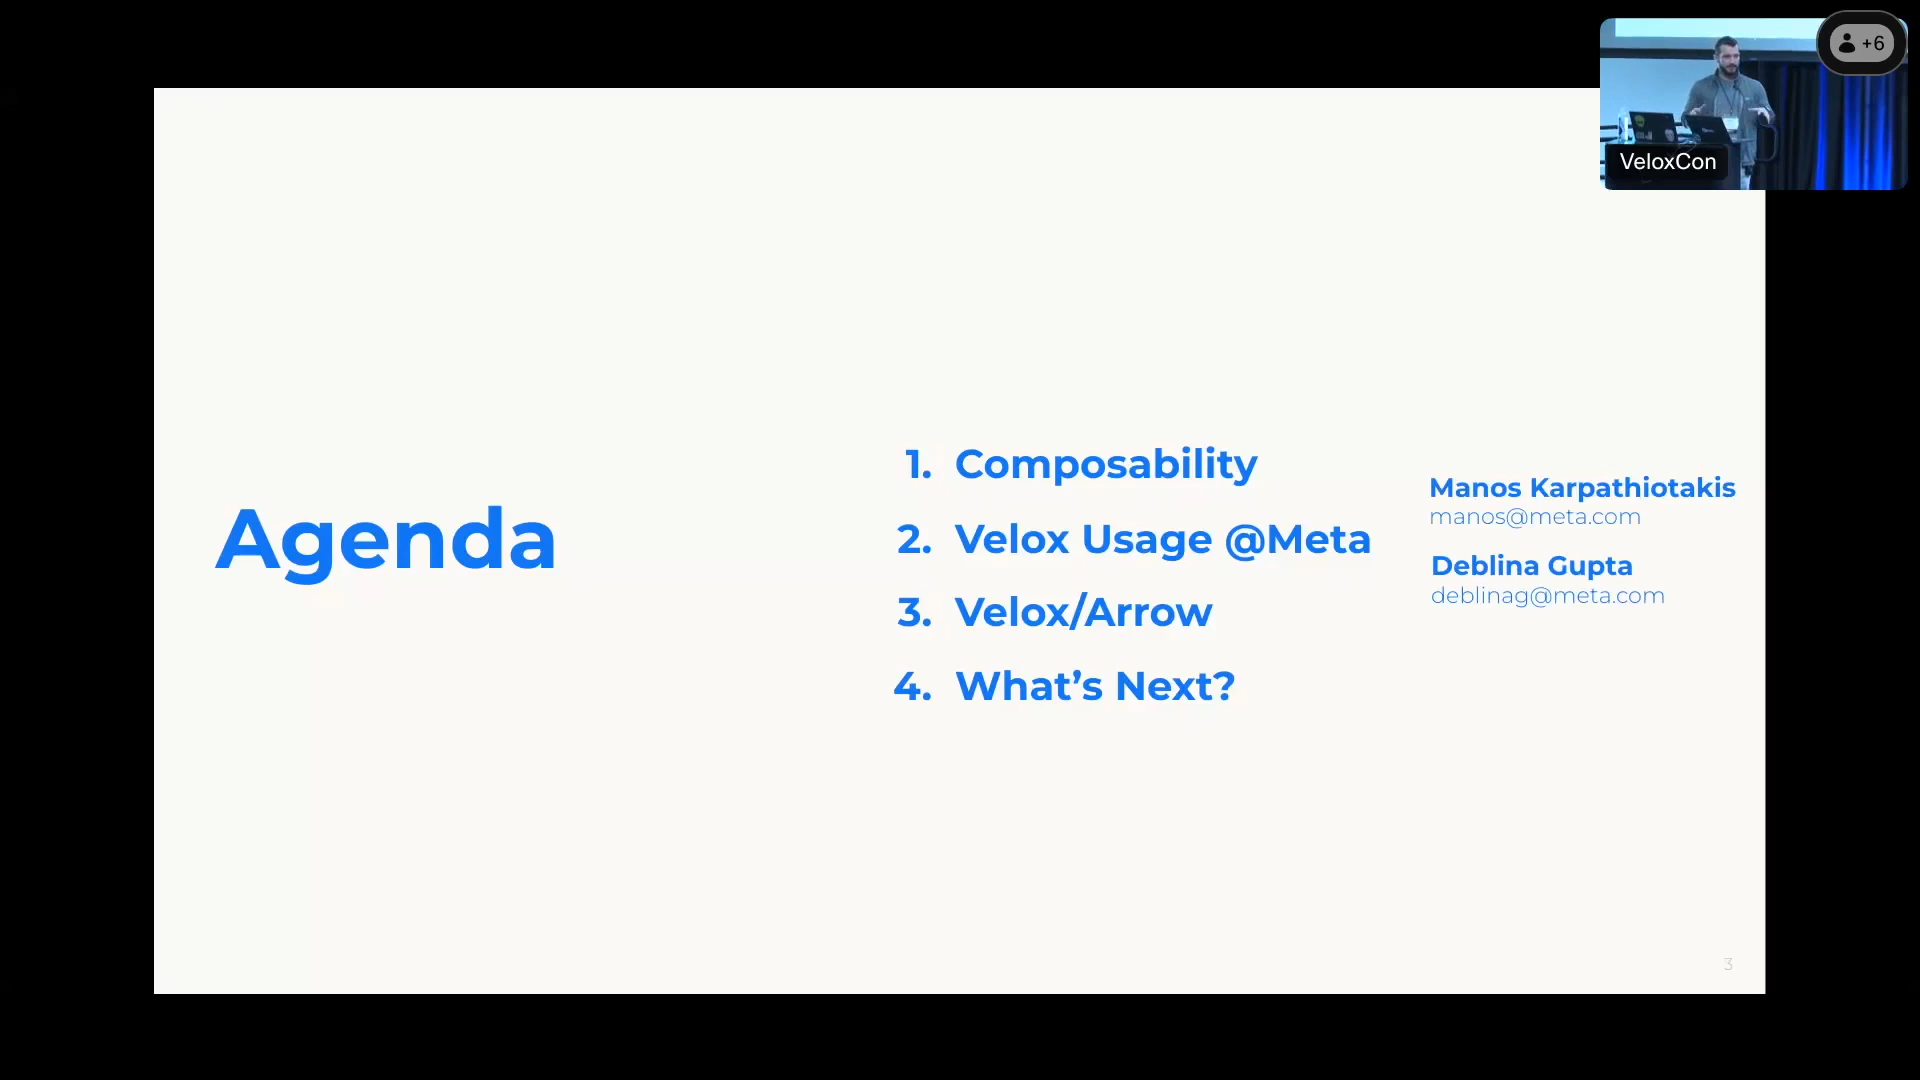 +6
VeloxCon
Agenda
1. Composability
2. Velox Usage @Meta
3. Velox/Arrow
4. What’s Next?
Manos Karpathiotakis
manos@meta.com
Deblina Gupta
deblinag@meta.com
3